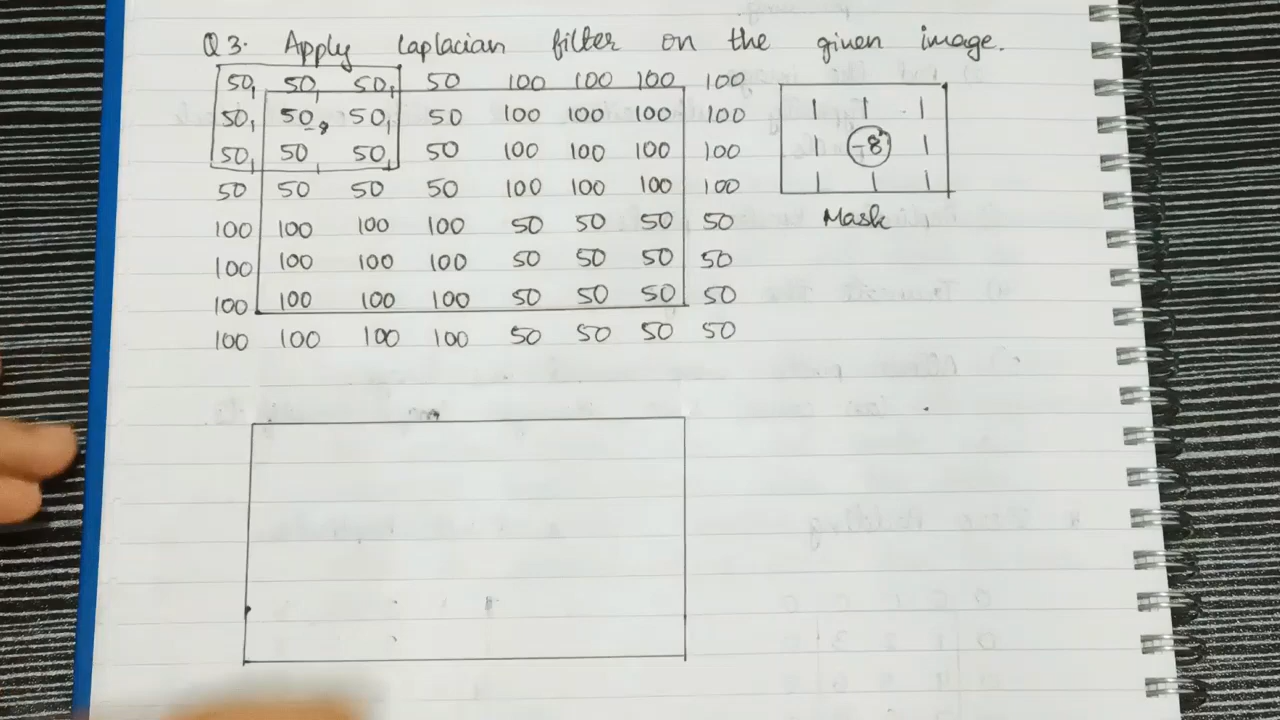 Q 3. Apply Laplacian filter on the given image.
50, 50, 50, 50 100 100 100 100
50, 50, 50, 50 100 100 100 100
50, 50, 50, 50 100 100 100 100
50 50 50 50 100 100 100 100
100 100 100 100 50 50 50 50
100 100 100 100 50 50 50 50
100 100 100 100 50 50 50 50
100 100 100 100 50 50 50 50
1 1 1
1 -8 1
1 1 1
Mask